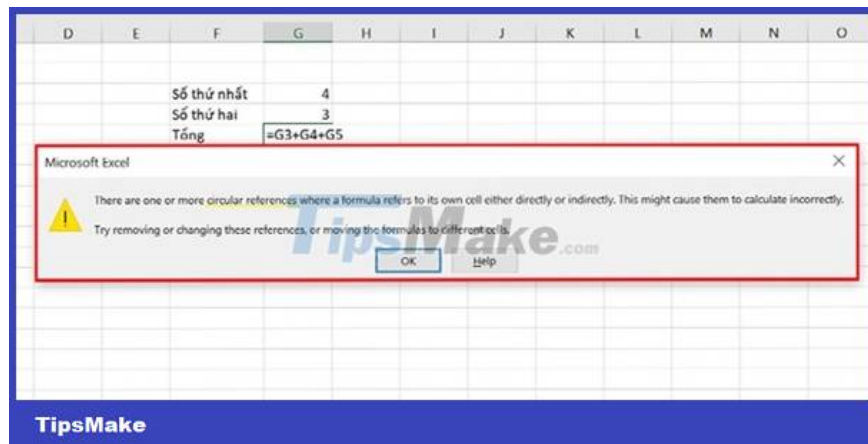 D E F G H I J K L M N O
Số thứ nhất 4
Số thứ hai 3
Tổng =G3+G4+G5
Microsoft Excel
There are one or more circular references where a formula refers to its own cell either directly or indirectly. This might cause them to calculate incorrectly.
Try removing or changing these references, or moving the formulas to different cells.
TipsMake.com
OK Help
TipsMake